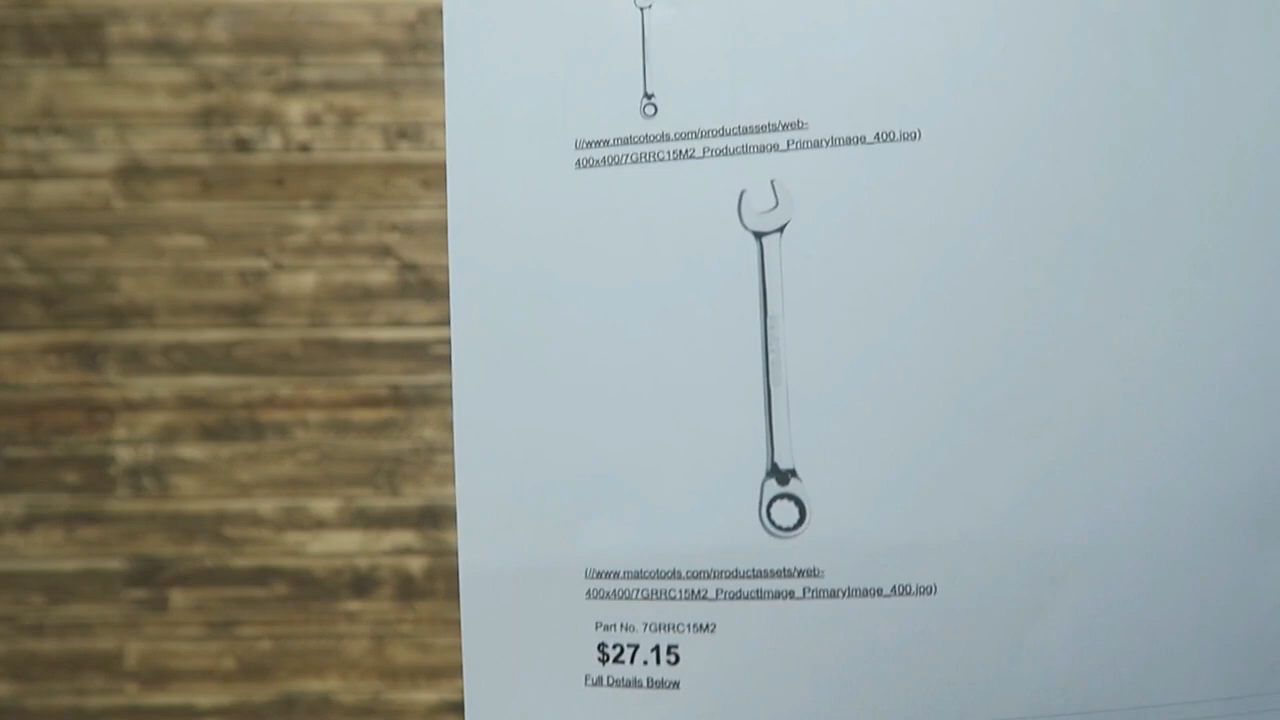 (//www.matcotools.com/productassets/web-
400x400/7GRRC15M2_ProductImage_PrimaryImage_400.jpg)
(//www.matcotools.com/productassets/web-
400x400/7GRRC15M2_ProductImage_PrimaryImage_400.jpg)
Part No. 7GRRC15M2
$27.15
Full Details Below